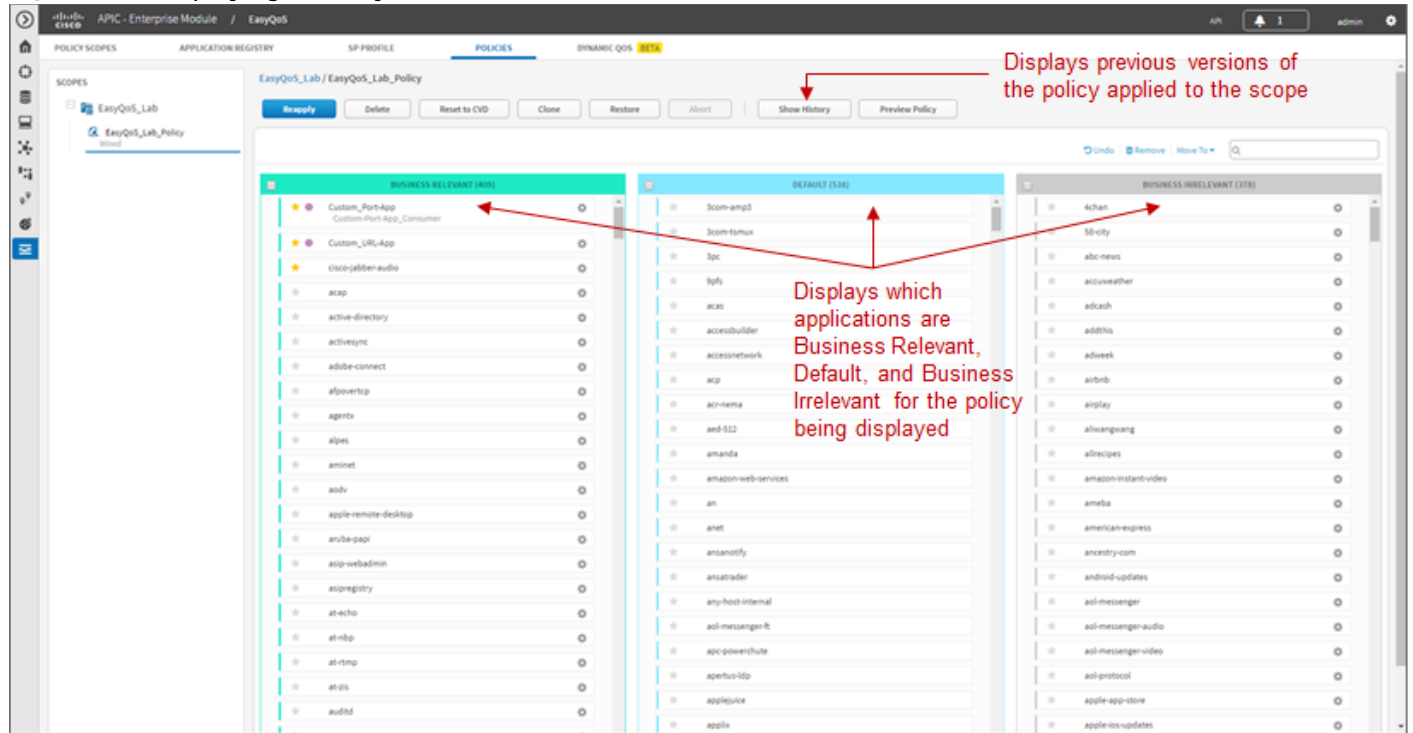 cisco APIC - Enterprise Module / EasyQoS
API 1 admin
POLICY SCOPES APPLICATION REGISTRY SP PROFILE POLICIES DYNAMIC QOS BETA
Displays previous versions of
the policy applied to the scope
SCOPES
EasyQoS_Lab
EasyQoS_Lab_Policy
Wired
EasyQoS_Lab / EasyQoS_Lab_Policy
Reapply Delete Reset to CVD Clone Restore Abort Show History Preview Policy
Undo Remove Move To
BUSINESS RELEVANT (409)
Custom_Port-App
Custom-Port-App_Consumer
Custom_URL-App
cisco-jabber-audio
acap
active-directory
activesync
adobe-connect
afpovertcp
agentx
alpes
aminet
aodv
apple-remote-desktop
aruba-papi
asip-webadmin
asipregistry
at-echo
at-nbp
at-rtmp
at-zis
auditd
DEFAULT (538)
3com-amp3
3com-tsmux
3pc
9pfs
acas
accessbuilder
accessnetwork
acp
acr-nema
aed-512
amanda
amazon-web-services
an
anet
ansanotify
ansatrader
any-host-internal
aol-messenger-ft
apc-powerchute
apertus-ldp
applejuice
applix
Displays which
applications are
Business Relevant,
Default, and Business
Irrelevant for the policy
being displayed
BUSINESS IRRELEVANT (378)
4chan
58-city
abc-news
accuweather
adcash
addthis
adweek
airbnb
airplay
aliwangwang
allrecipes
amazon-instant-video
ameba
american-express
ancestry-com
android-updates
aol-messenger
aol-messenger-audio
aol-messenger-video
aol-protocol
apple-app-store
apple-ios-updates